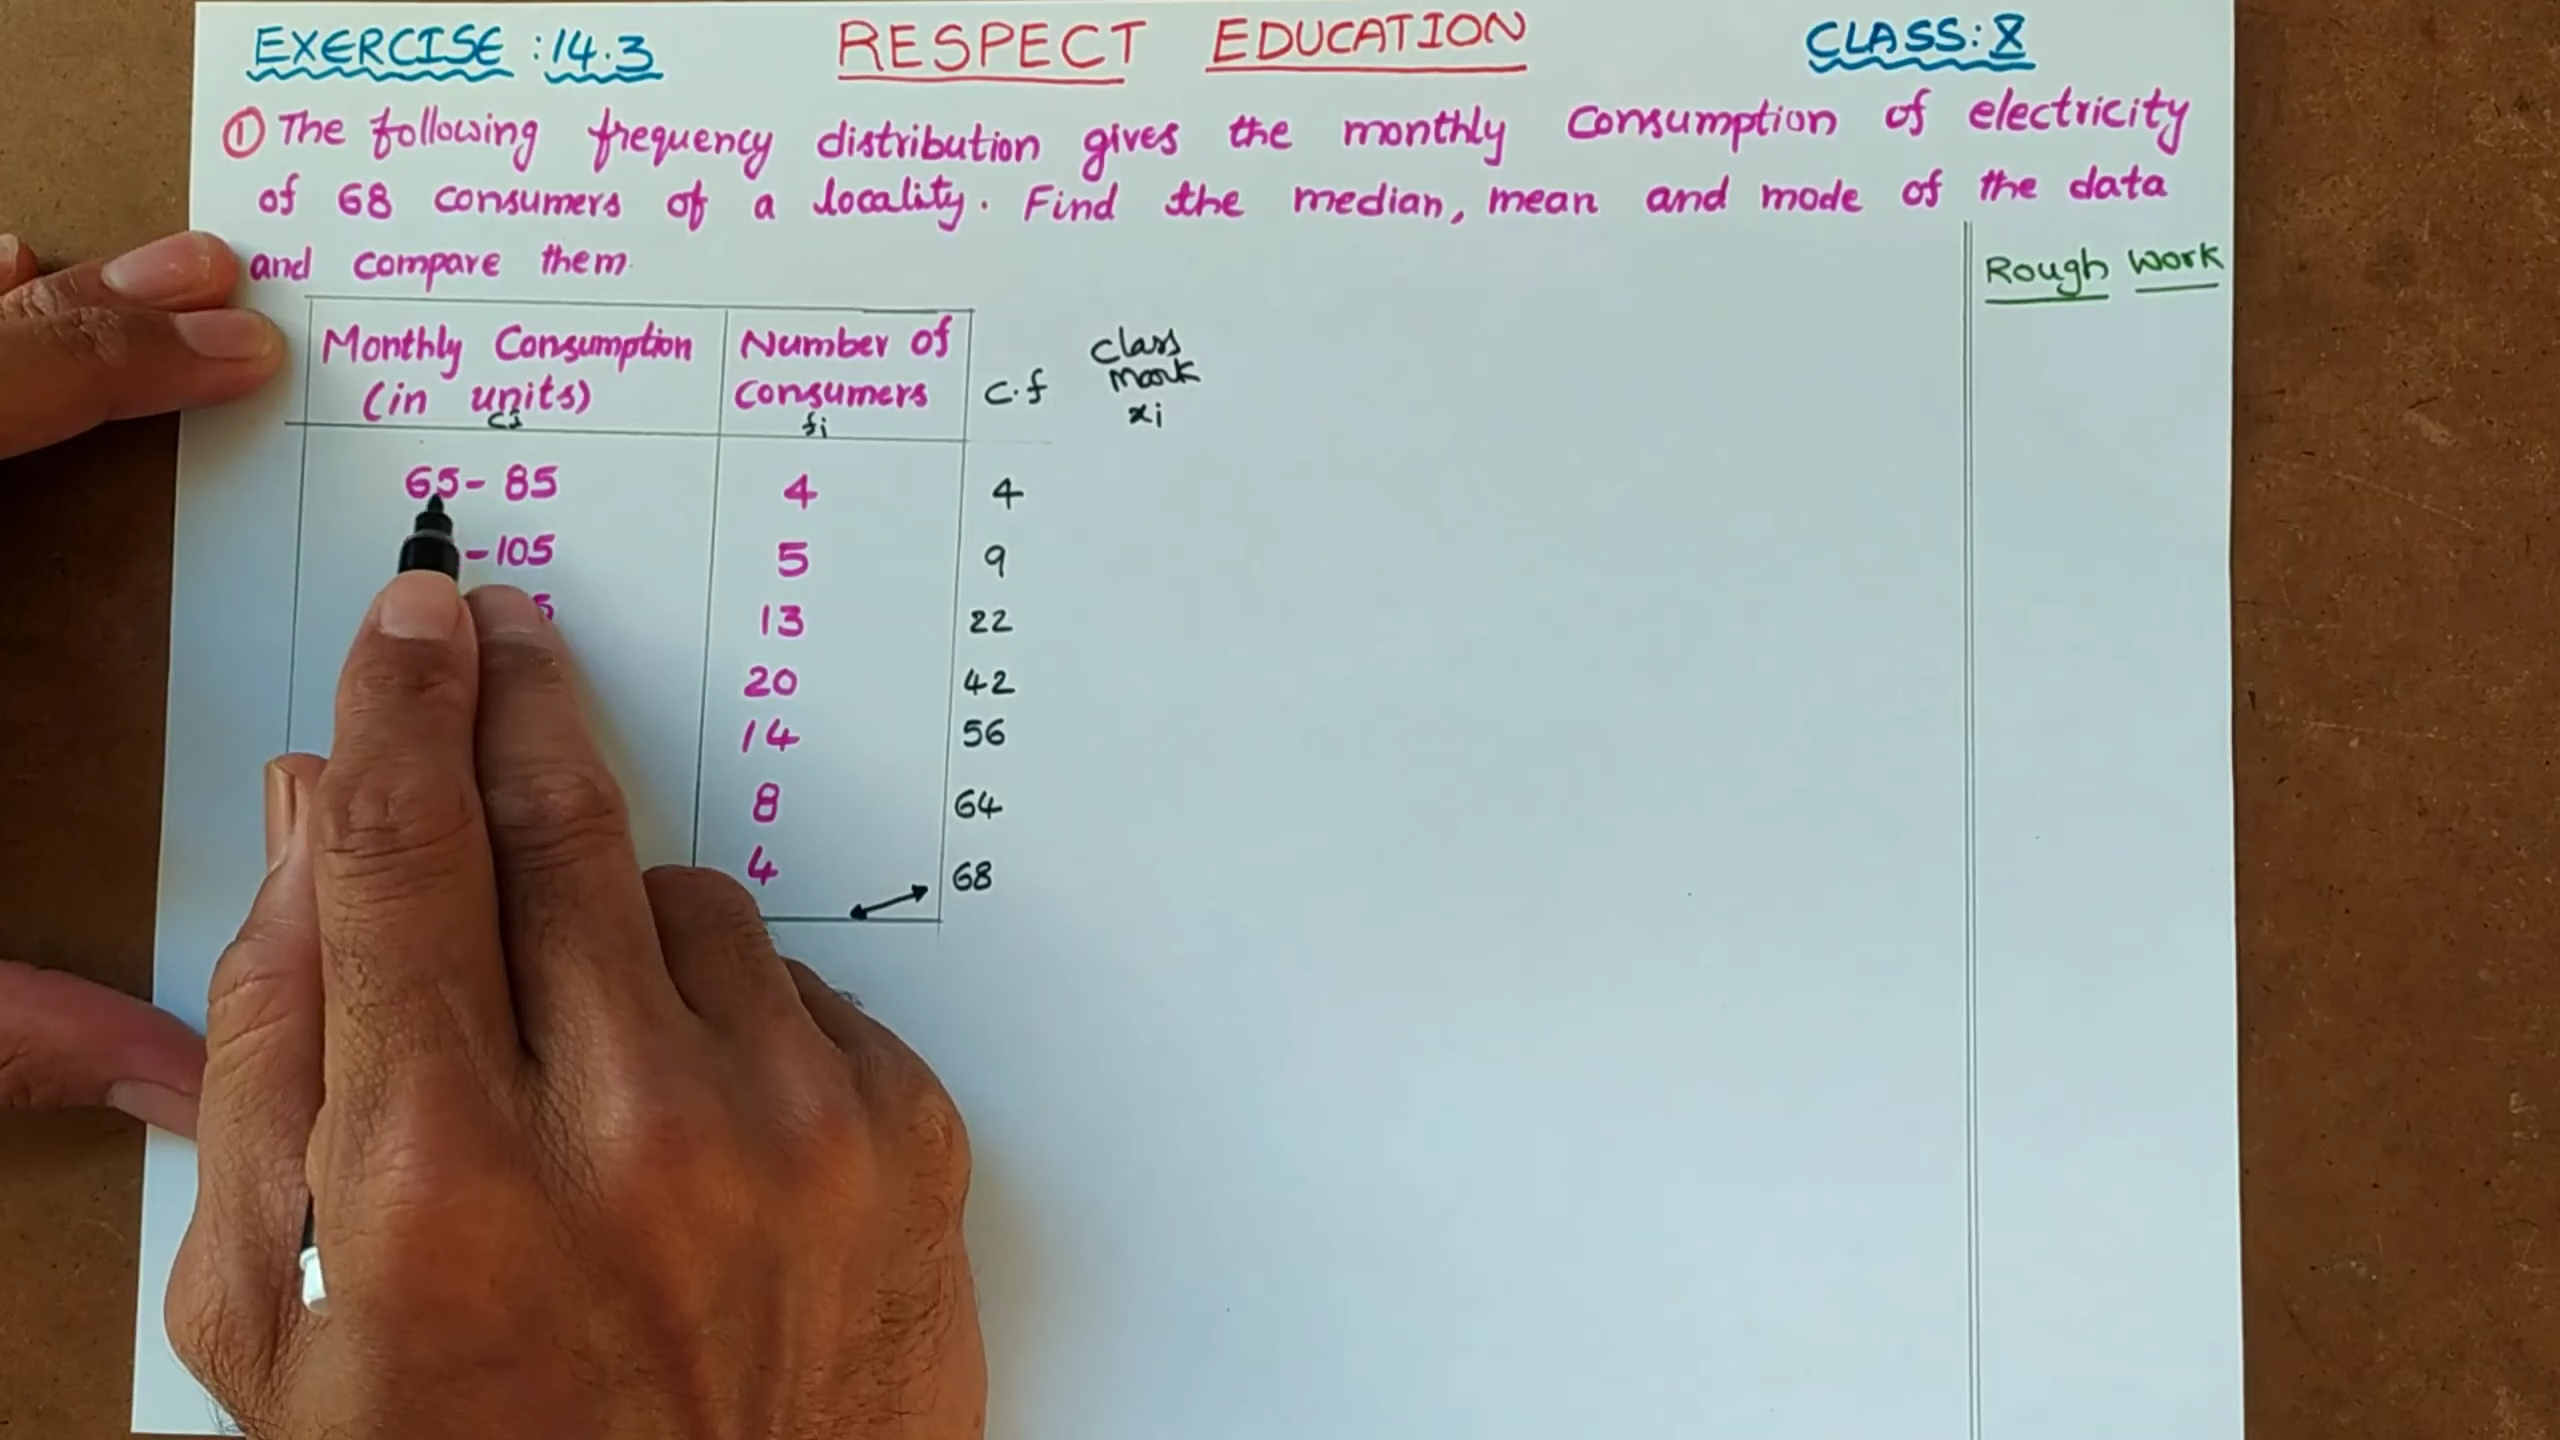 EXERCISE :14.3 RESPECT EDUCATION CLASS: X
① The following frequency distribution gives the monthly consumption of electricity
of 68 consumers of a locality. Find the median, mean and mode of the data
and compare them.
Rough Work
Monthly Consumption (in units) CI
Number of Consumers fi
C.f
Class mark xi
65- 85 4 4
-105 5 9
5 13 22
20 42
14 56
8 64
4 68